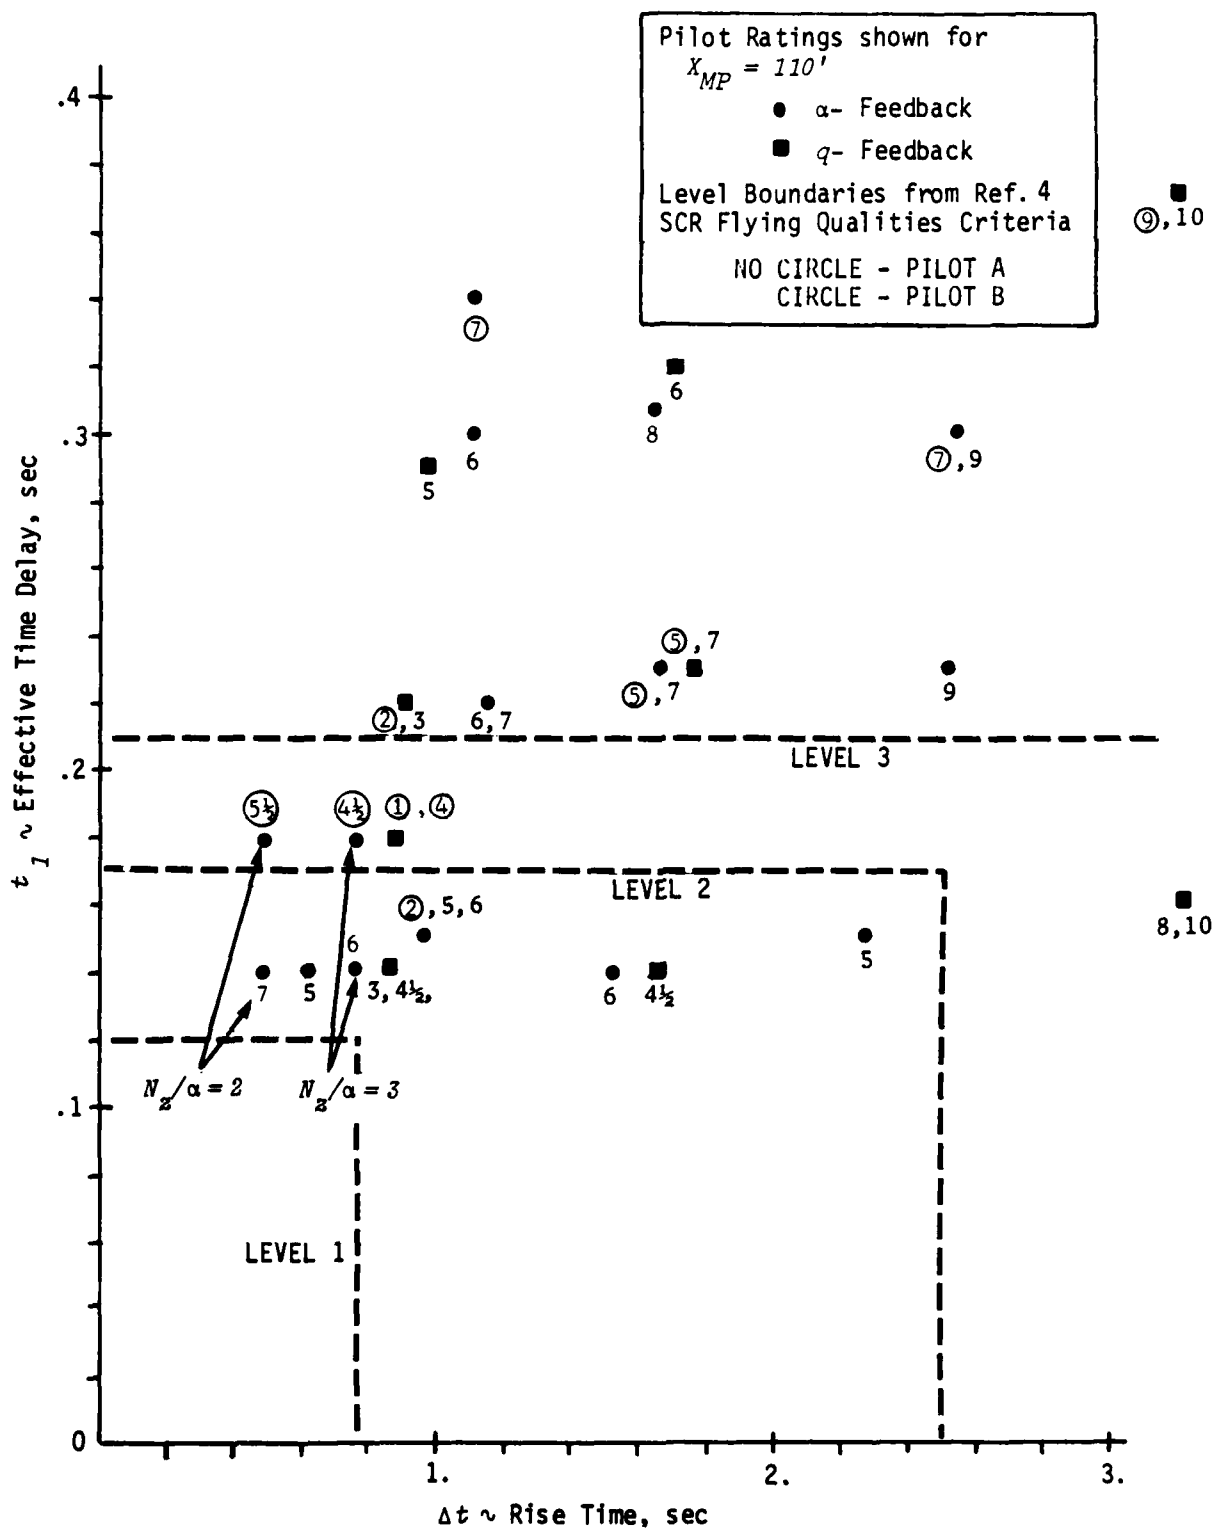 Pilot Ratings shown for
X_MP = 110'
α- Feedback
q- Feedback
Level Boundaries from Ref. 4
SCR Flying Qualities Criteria
NO CIRCLE - PILOT A
CIRCLE - PILOT B
.4
⑨,10
⑦
6
8
.3
6
⑦,9
5
⑤,7
⑤,7
9
②,3
6,7
LEVEL 3
.2
5½
4½
①,④
LEVEL 2
②,5,6
8,10
6
5
7
5
3,4½,
6
4½
N_z/α = 2
N_z/α = 3
.1
LEVEL 1
0
1.
2.
3.
t_1 ~ Effective Time Delay, sec
Δt ~ Rise Time, sec